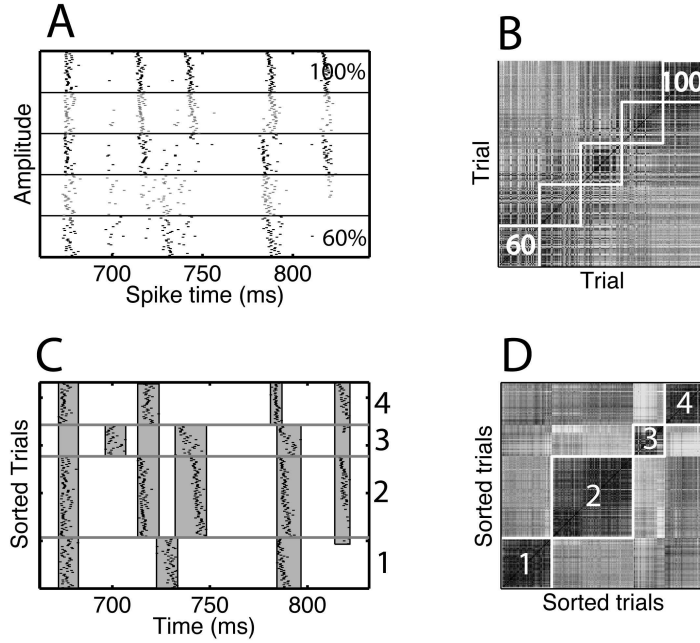 A
Amplitude
100%
60%
700 750 800
Spike time (ms)
B
Trial
100
60
Trial
C
Sorted Trials
4
3
2
1
700 750 800
Time (ms)
D
Sorted trials
4
3
2
1
Sorted trials